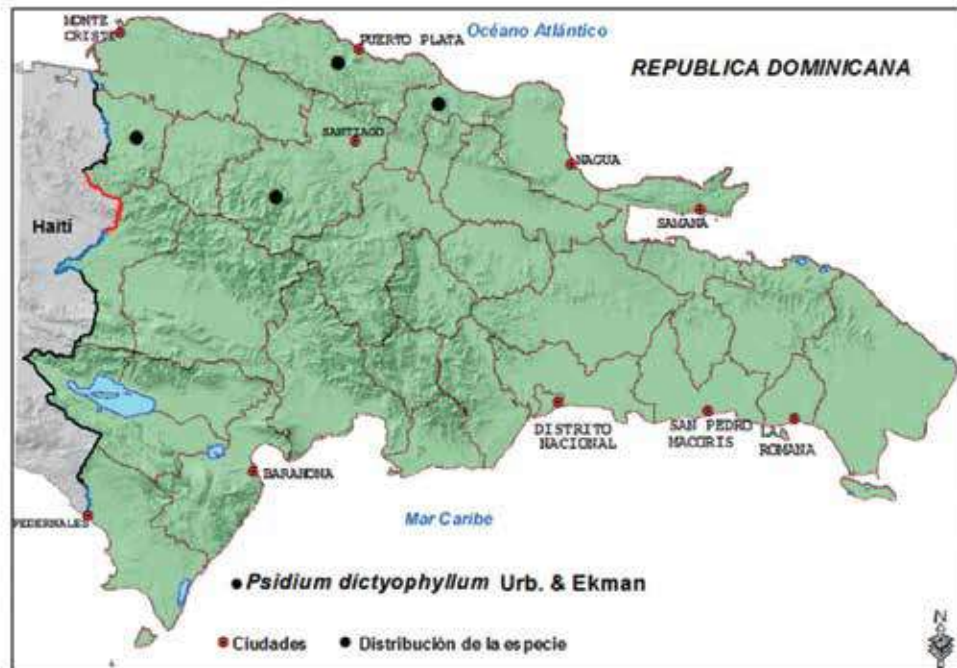 MONTE
CRISTI
PUERTO PLATA
Océano Atlántico
REPUBLICA DOMINICANA
SANTIAGO
NAGUA
SAMANA
Haití
DISTRITO
NACIONAL
SAN PEDRO
MACORIS
LA
ROMANA
BARAHONA
PEDERNALES
Mar Caribe
Psidium dictyophyllum Urb. & Ekman
Ciudades
Distribución de la especie
N